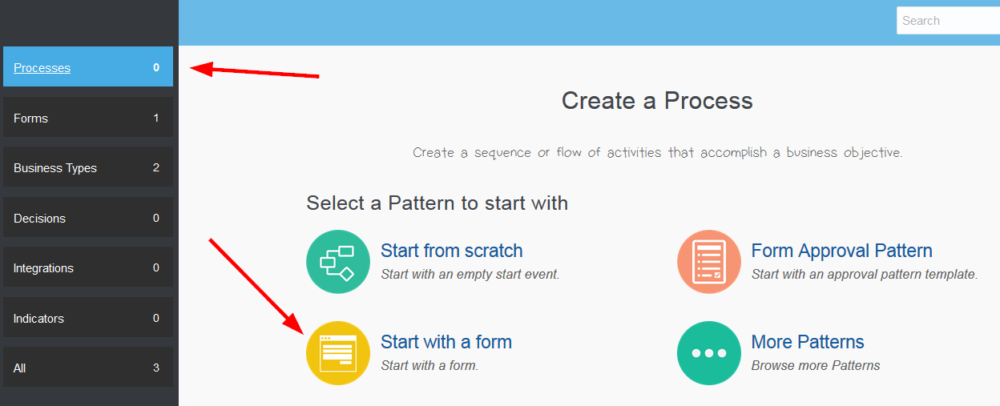 Search
Processes 0
Forms 1
Business Types 2
Decisions 0
Integrations 0
Indicators 0
All 3
Create a Process
Create a sequence or flow of activities that accomplish a business objective.
Select a Pattern to start with
Start from scratch
Start with an empty start event.
Form Approval Pattern
Start with an approval pattern template.
Start with a form
Start with a form.
More Patterns
Browse more Patterns